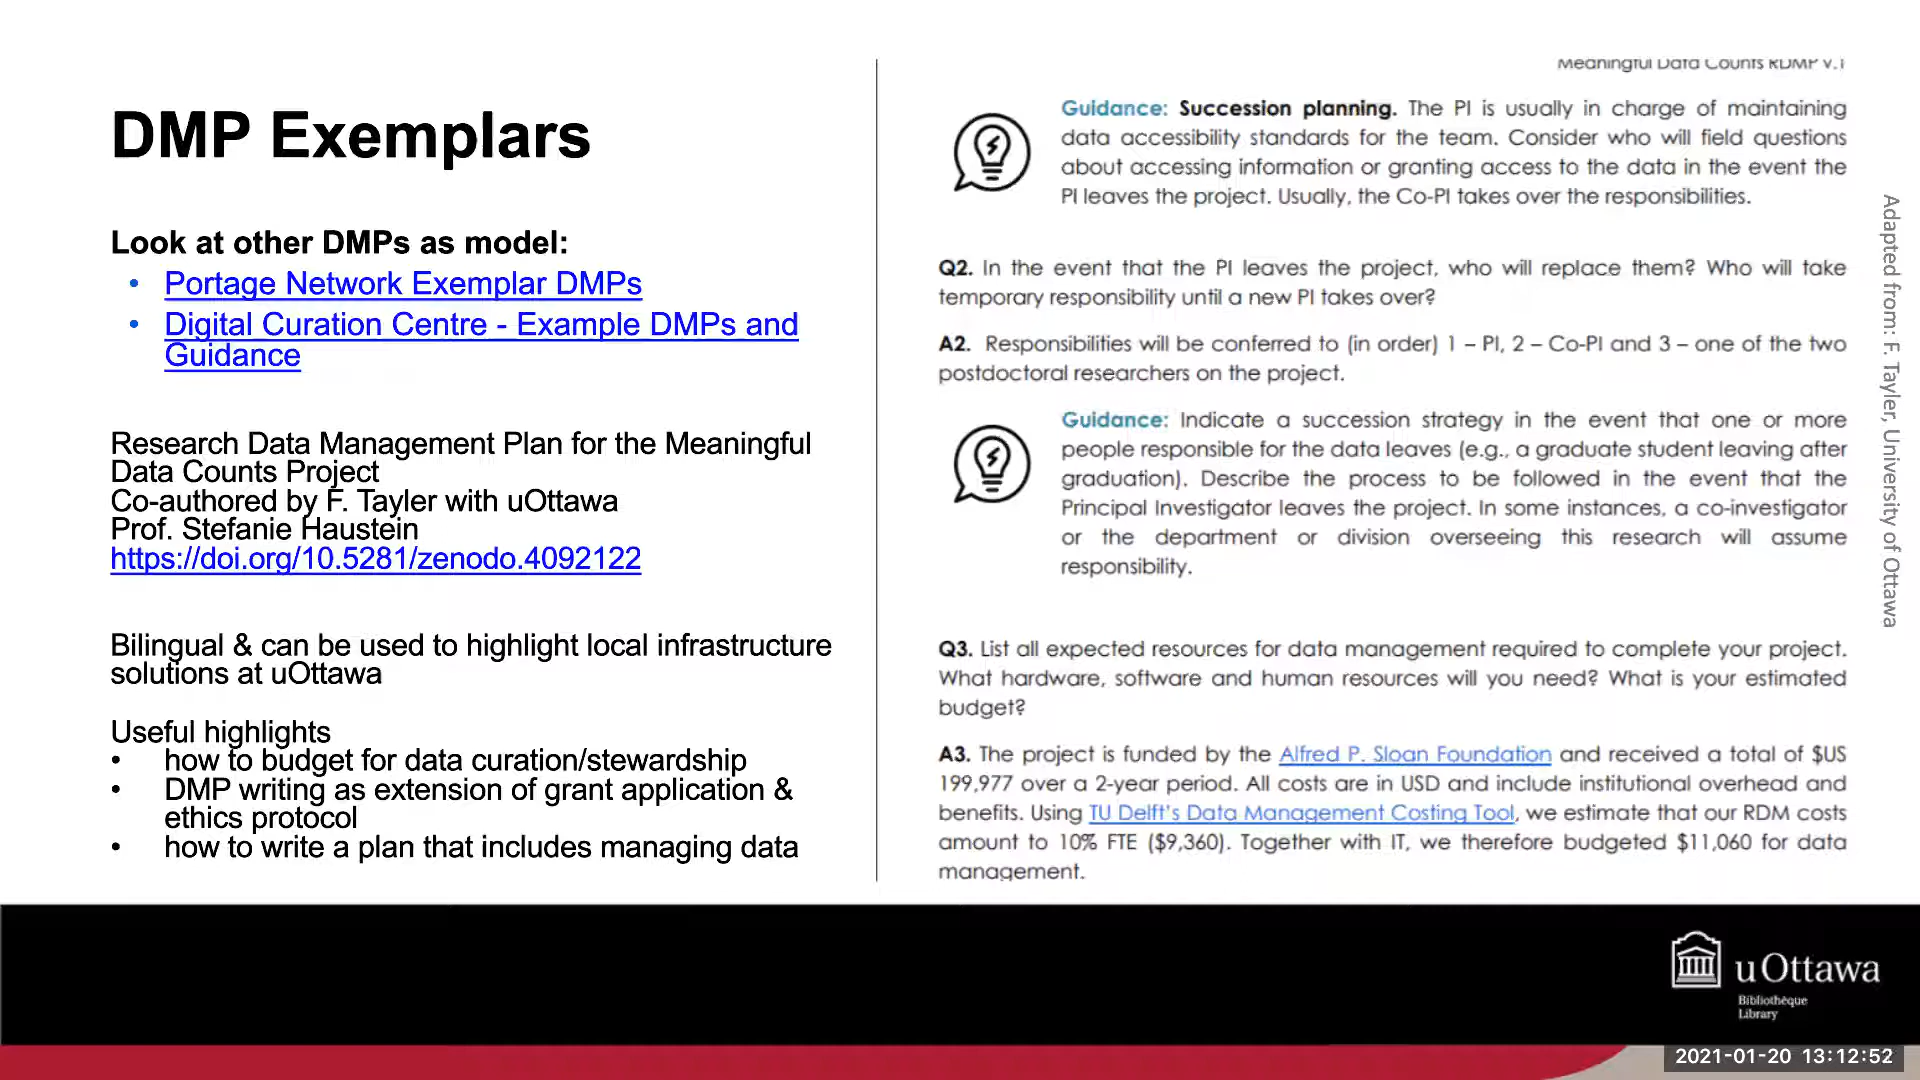 DMP Exemplars
Look at other DMPs as model:
• Portage Network Exemplar DMPs
• Digital Curation Centre - Example DMPs and
Guidance
Research Data Management Plan for the Meaningful
Data Counts Project
Co-authored by F. Tayler with uOttawa
Prof. Stefanie Haustein
https://doi.org/10.5281/zenodo.4092122
Bilingual & can be used to highlight local infrastructure
solutions at uOttawa
Useful highlights
• how to budget for data curation/stewardship
• DMP writing as extension of grant application &
ethics protocol
• how to write a plan that includes managing data
Meaningful Data Counts RDMP v.1
Guidance: Succession planning. The PI is usually in charge of maintaining
data accessibility standards for the team. Consider who will field questions
about accessing information or granting access to the data in the event the
PI leaves the project. Usually, the Co-PI takes over the responsibilities.
Q2. In the event that the PI leaves the project, who will replace them? Who will take
temporary responsibility until a new PI takes over?
A2. Responsibilities will be conferred to (in order) 1 – PI, 2 – Co-PI and 3 – one of the two
postdoctoral researchers on the project.
Guidance: Indicate a succession strategy in the event that one or more
people responsible for the data leaves (e.g., a graduate student leaving after
graduation). Describe the process to be followed in the event that the
Principal Investigator leaves the project. In some instances, a co-investigator
or the department or division overseeing this research will assume
responsibility.
Q3. List all expected resources for data management required to complete your project.
What hardware, software and human resources will you need? What is your estimated
budget?
A3. The project is funded by the Alfred P. Sloan Foundation and received a total of $US
199,977 over a 2-year period. All costs are in USD and include institutional overhead and
benefits. Using TU Delft's Data Management Costing Tool, we estimate that our RDM costs
amount to 10% FTE ($9,360). Together with IT, we therefore budgeted $11,060 for data
management.
Adapted from: F. Tayler, University of Ottawa
uOttawa
Bibliothèque
Library
2021-01-20 13:12:52